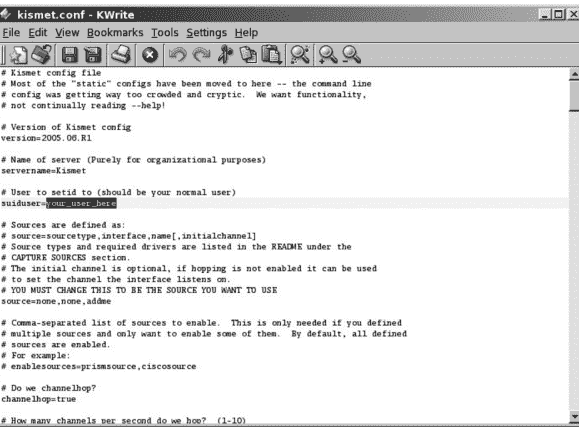 kismet.conf - KWrite
File Edit View Bookmarks Tools Settings Help
# Kismet config file
# Most of the "static" configs have been moved to here -- the command line
# config was getting way too crowded and cryptic.  We want functionality,
# not continually reading --help!
# Version of Kismet config
version=2005.06.R1
# Name of server (Purely for organizational purposes)
servername=Kismet
# User to setid to (should be your normal user)
suiduser=your_user_here
# Sources are defined as:
# source=sourcetype,interface,name[,initialchannel]
# Source types and required drivers are listed in the README under the
# CAPTURE SOURCES section.
# The initial channel is optional, if hopping is not enabled it can be used
# to set the channel the interface listens on.
# YOU MUST CHANGE THIS TO BE THE SOURCE YOU WANT TO USE
source=none,none,addme
# Comma-separated list of sources to enable.  This is only needed if you defined
# multiple sources and only want to enable some of them.  By default, all defined
# sources are enabled.
# For example:
# enablesources=prismsource,ciscosource
# Do we channelhop?
channelhop=true
# How many channels per second do we hop?  (1-10)